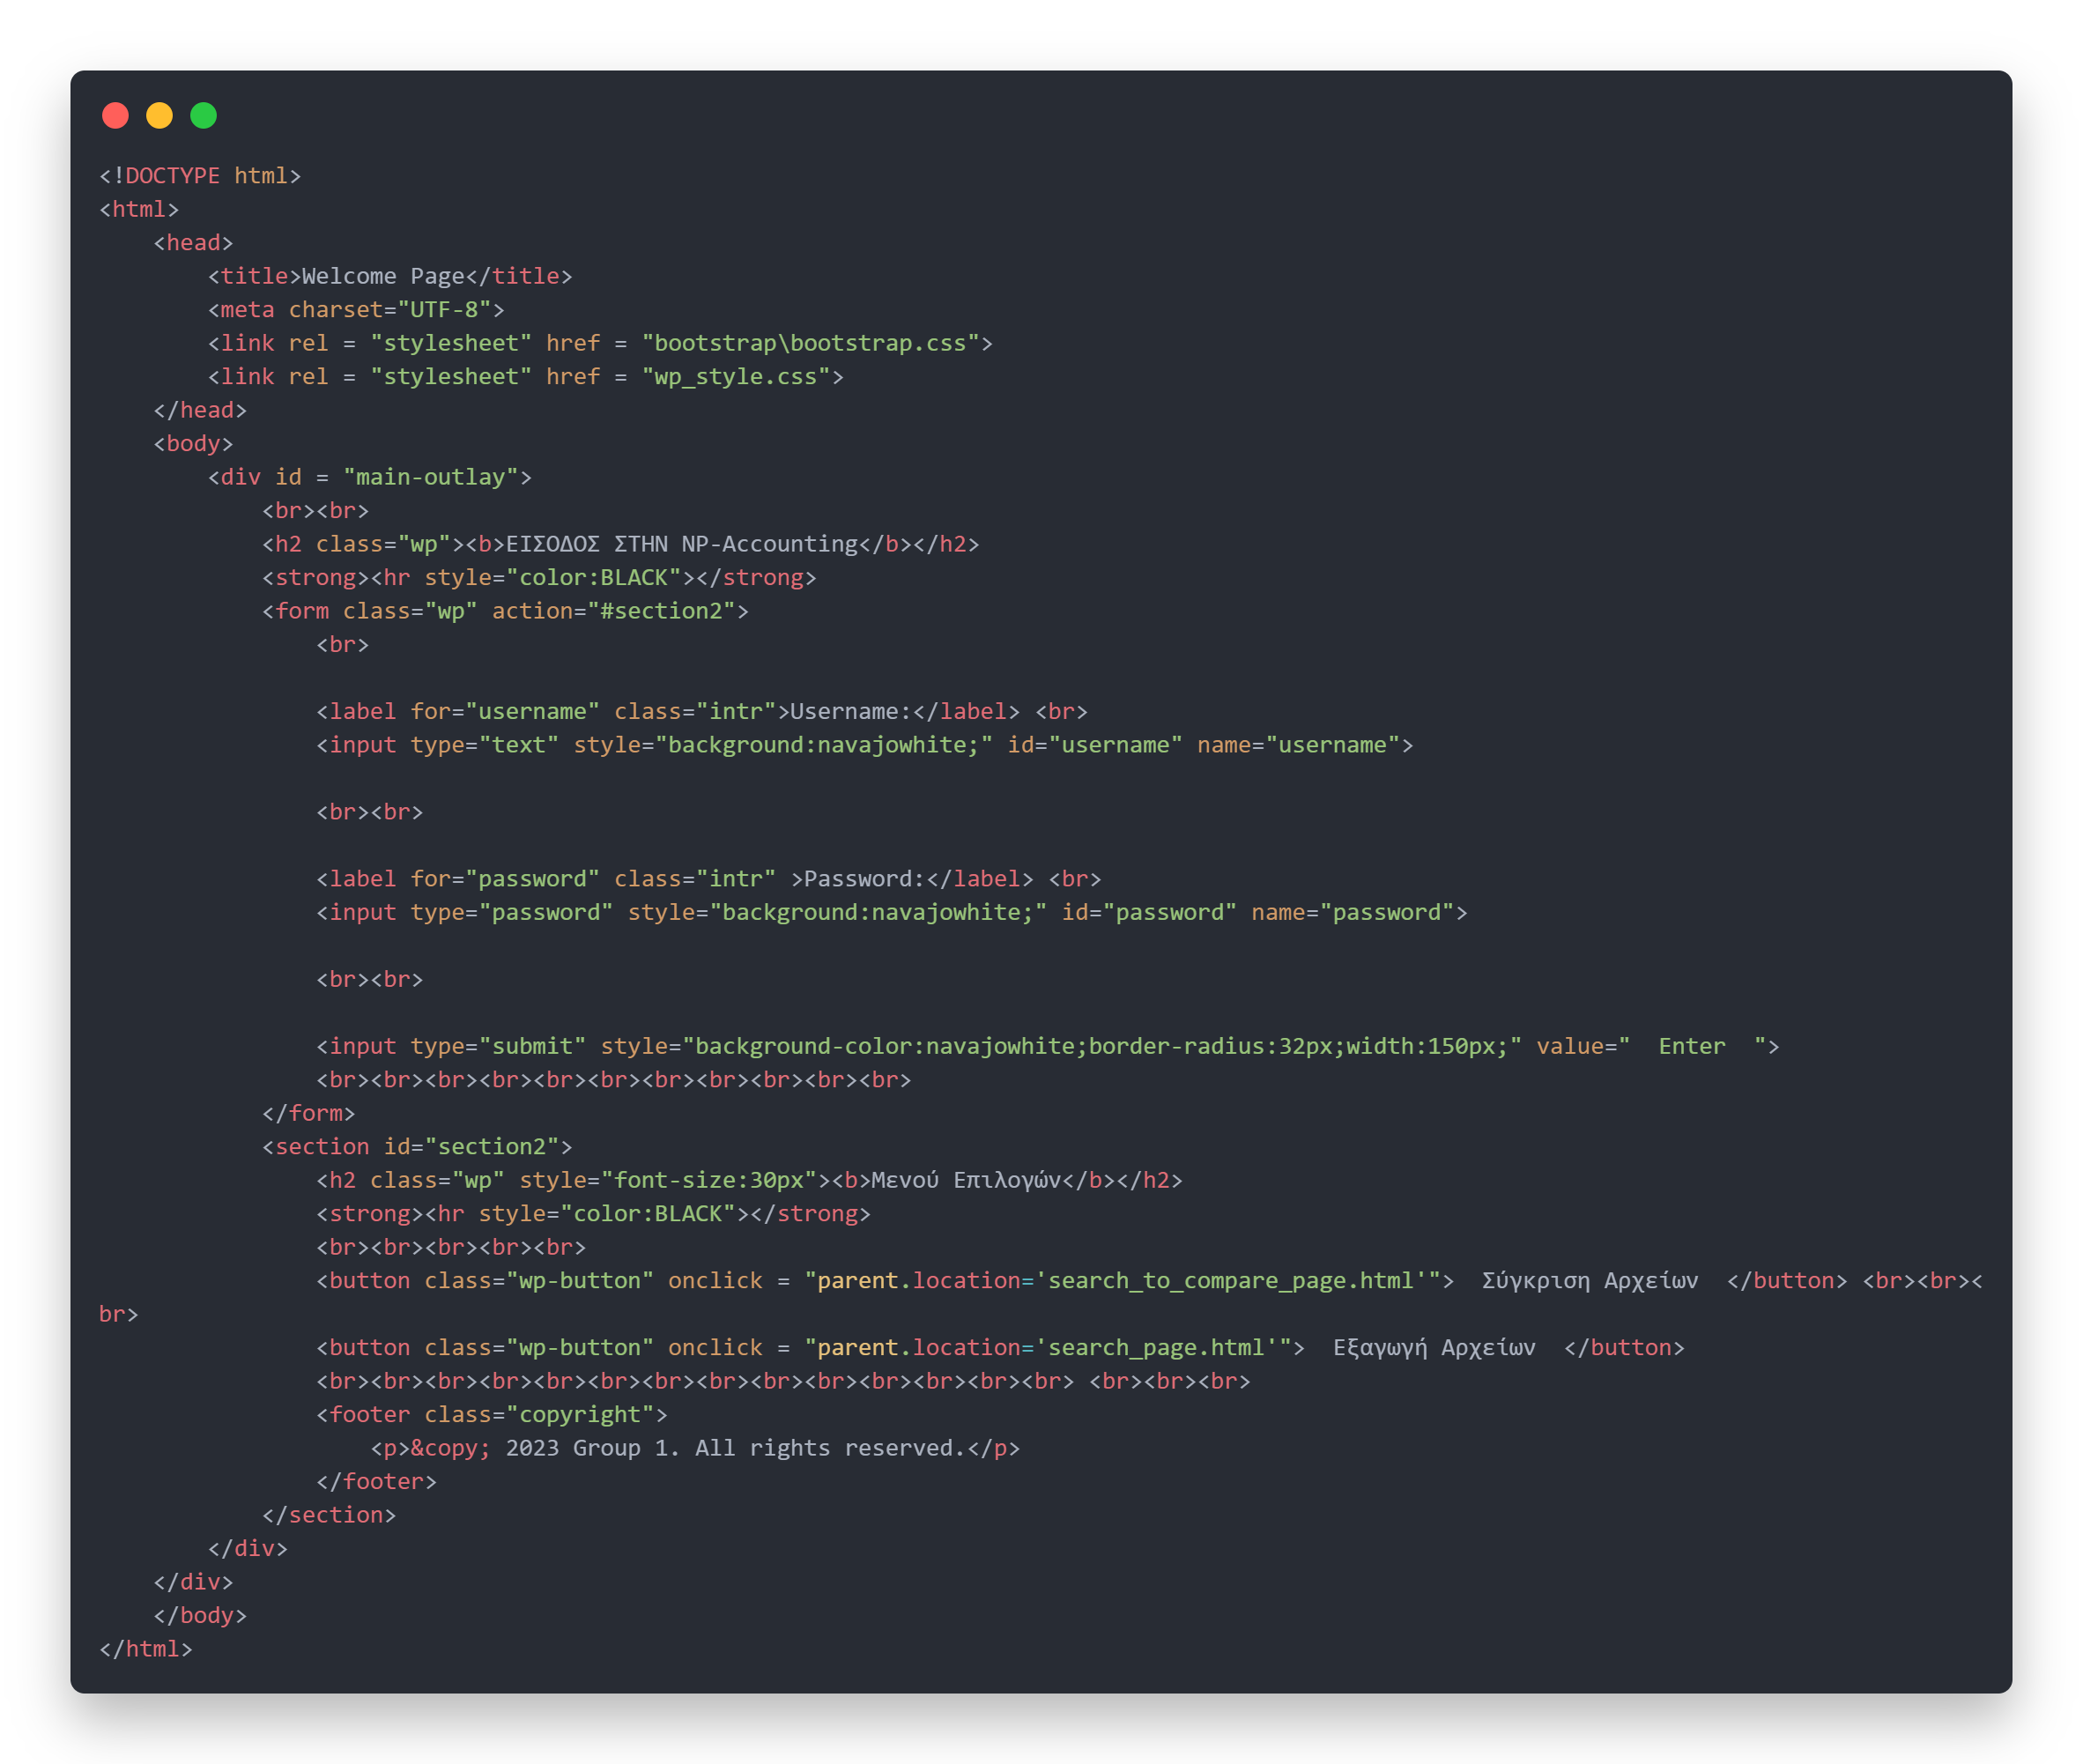 <!DOCTYPE html>
<html>
    <head>
        <title>Welcome Page</title>
        <meta charset="UTF-8">
        <link rel = "stylesheet" href = "bootstrap\bootstrap.css">
        <link rel = "stylesheet" href = "wp_style.css">
    </head>
    <body>
        <div id = "main-outlay">
            <br><br>
            <h2 class="wp"><b>ΕΙΣΟΔΟΣ ΣΤΗΝ NP-Accounting</b></h2>
            <strong><hr style="color:BLACK"></strong>
            <form class="wp" action="#section2">
                <br>

                <label for="username" class="intr">Username:</label> <br>
                <input type="text" style="background:navajowhite;" id="username" name="username">

                <br><br>

                <label for="password" class="intr" >Password:</label> <br>
                <input type="password" style="background:navajowhite;" id="password" name="password">

                <br><br>

                <input type="submit" style="background-color:navajowhite;border-radius:32px;width:150px;" value="  Enter  ">
                <br><br><br><br><br><br><br><br><br><br><br>
            </form>
            <section id="section2">
                <h2 class="wp" style="font-size:30px"><b>Μενού Επιλογών</b></h2>
                <strong><hr style="color:BLACK"></strong>
                <br><br><br><br><br>
                <button class="wp-button" onclick = "parent.location='search_to_compare_page.html'">  Σύγκριση Αρχείων  </button> <br><br><
br>
                <button class="wp-button" onclick = "parent.location='search_page.html'">  Εξαγωγή Αρχείων  </button>
                <br><br><br><br><br><br><br><br><br><br><br><br><br><br> <br><br><br>
                <footer class="copyright">
                    <p>&copy; 2023 Group 1. All rights reserved.</p>
                </footer>
            </section>
        </div>
    </div>
    </body>
</html>